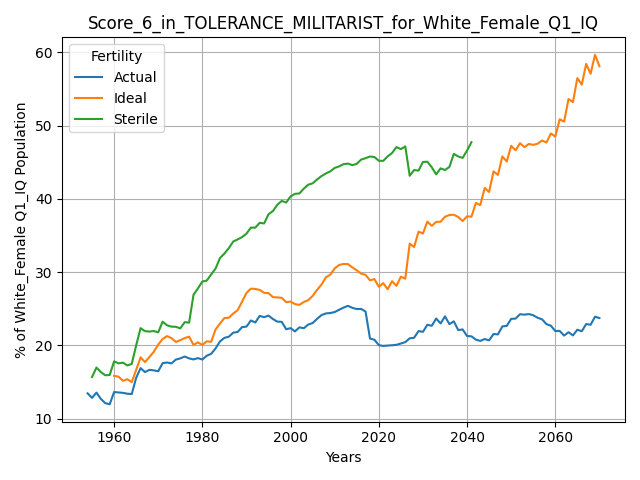 Score_6_in_TOLERANCE_MILITARIST_for_White_Female_Q1_IQ
Fertility
Actual
Ideal
Sterile
% of White_Female Q1_IQ Population
60
50
40
30
20
10
1960
1980
2000
2020
2040
2060
Years